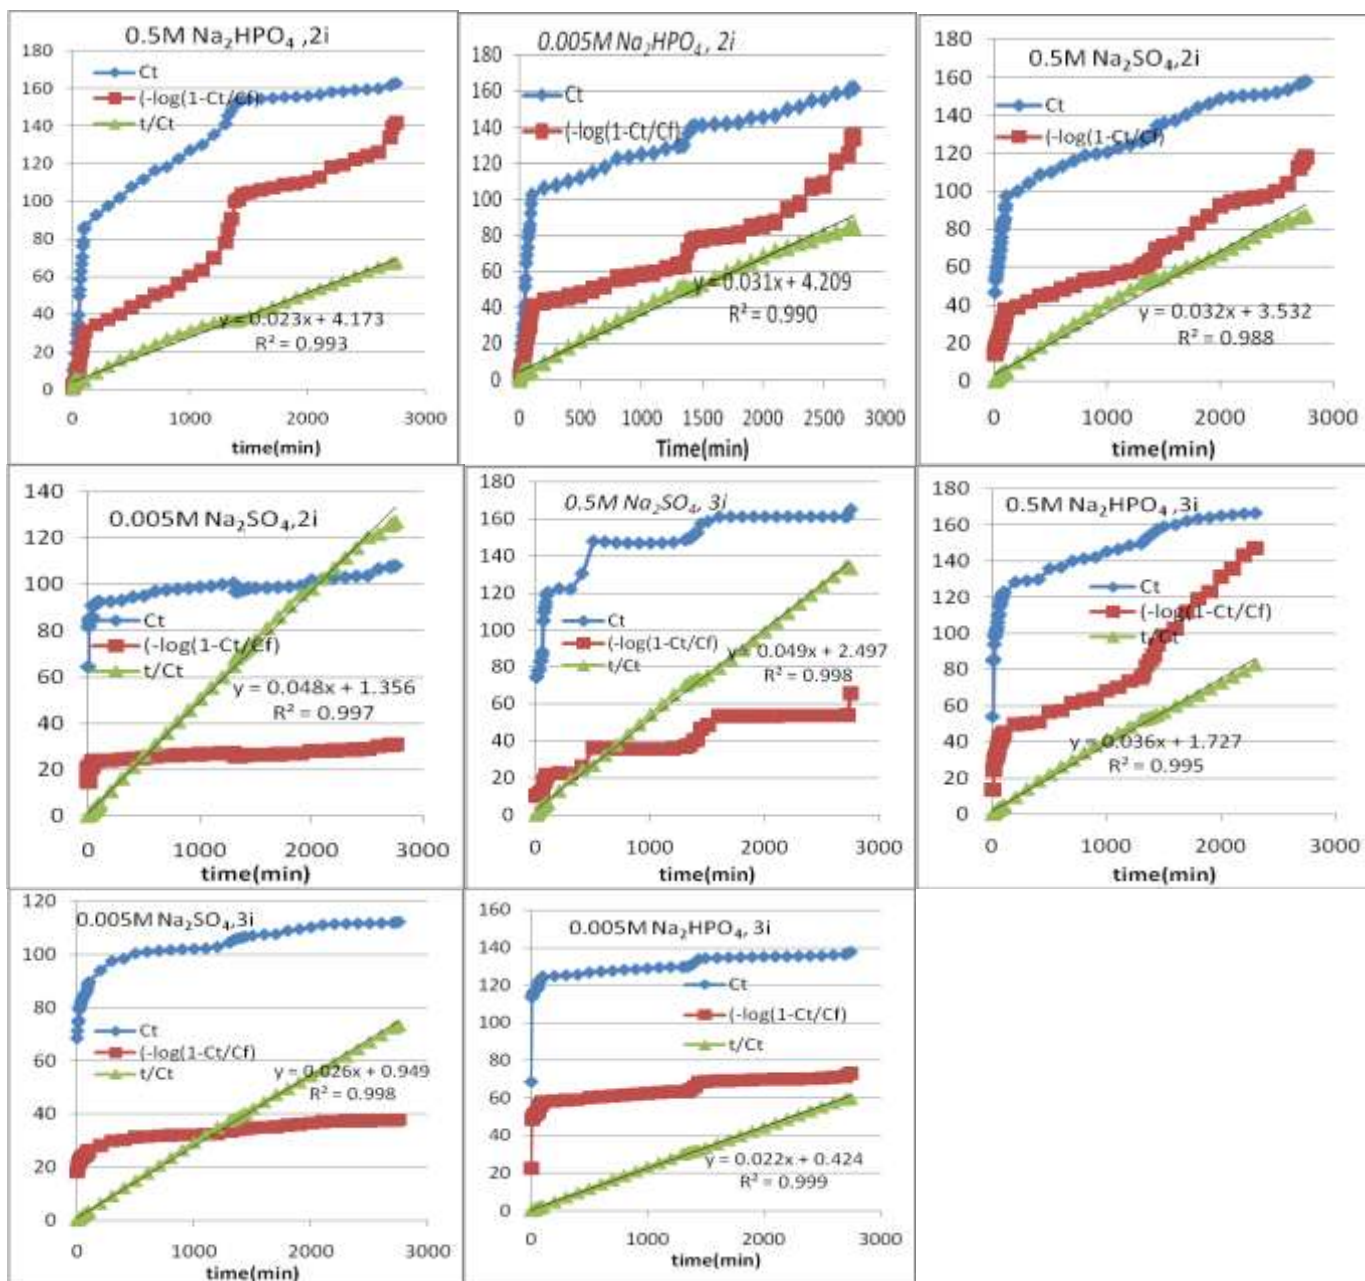 0.5M Na₂HPO₄ ,2i
180
160
140
120
100
80
60
40
20
0
Ct
(-log(1-Ct/Cf)
t/Ct
y = 0.023x + 4.173
R² = 0.993
0 1000 2000 3000
time(min)
0.005M Na₂HPO₄, 2i
180
160
140
120
100
80
60
40
20
0
Ct
(-log(1-Ct/Cf)
y = 0.031x + 4.209
R² = 0.990
0 500 1000 1500 2000 2500 3000
Time(min)
0.5M Na₂SO₄,2i
180
160
140
120
100
80
60
40
20
0
Ct
(-log(1-Ct/Cf)
y = 0.032x + 3.532
R² = 0.988
0 1000 2000 3000
time(min)
0.005M Na₂SO₄,2i
140
120
100
80
60
40
20
0
Ct
(-log(1-Ct/Cf)
t/Ct
y = 0.048x + 1.356
R² = 0.997
0 1000 2000 3000
time(min)
0.5M Na₂SO₄, 3i
180
160
140
120
100
80
60
40
20
0
Ct
(-log(1-Ct/Cf)
t/Ct
y = 0.049x + 2.497
R² = 0.998
0 1000 2000 3000
time(min)
0.5M Na₂HPO₄ ,3i
180
160
140
120
100
80
60
40
20
0
Ct
(-log(1-Ct/Cf)
t/Ct
y = 0.036x + 1.727
R² = 0.995
0 1000 2000 3000
time(min)
0.005M Na₂SO₄,3i
120
100
80
60
40
20
0
Ct
(-log(1-Ct/Cf)
t/Ct
y = 0.026x + 0.949
R² = 0.998
0 1000 2000 3000
time(min)
0.005M Na₂HPO₄, 3i
160
140
120
100
80
60
40
20
0
Ct
(-log(1-Ct/Cf)
t/Ct
y = 0.022x + 0.424
R² = 0.999
0 1000 2000 3000
time(min)